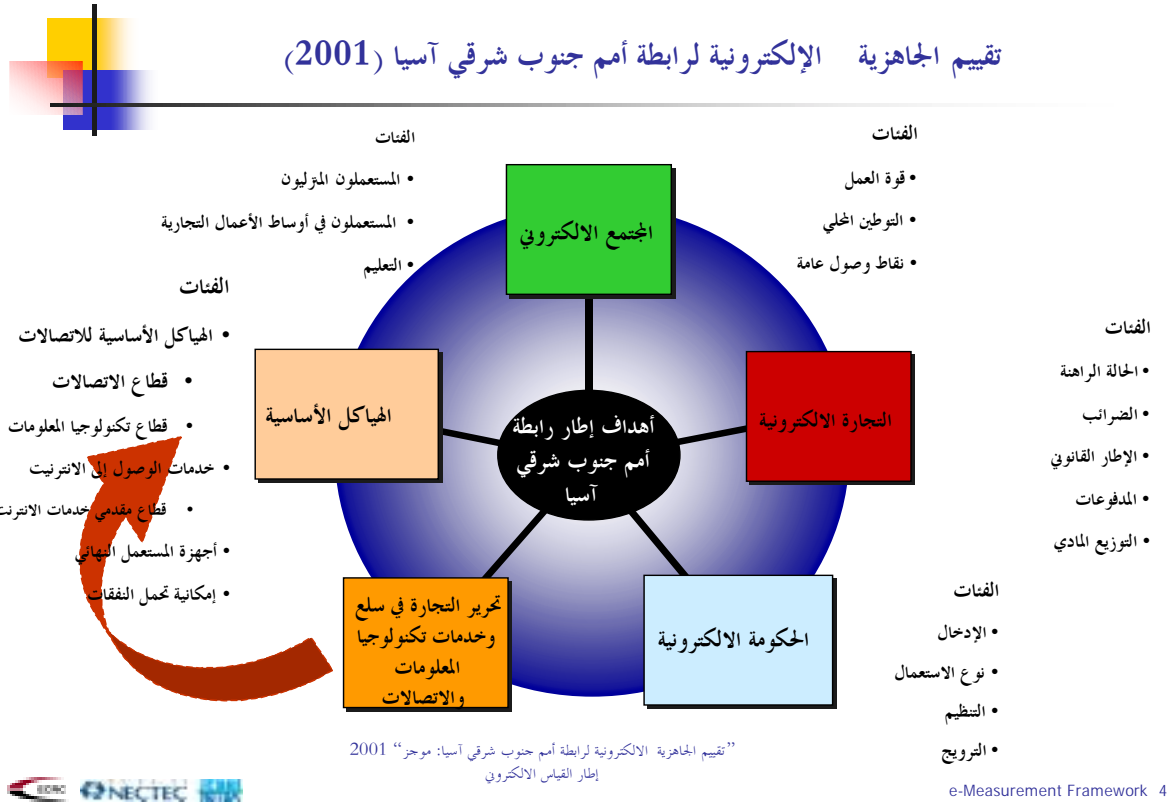 تقييم الجاهزية الإلكترونية لرابطة أمم جنوب شرقي آسيا (2001)
الفئات
• قوة العمل
• التوطين المحلي
• نقاط وصول عامة
الفئات
• المستعملون المنزليون
• المستعملون في أوساط الأعمال التجارية
• التعليم
المجتمع الالكتروني
الفئات
• الهياكل الأساسية للاتصالات
• قطاع الاتصالات
• قطاع تكنولوجيا المعلومات
• خدمات الوصول إلى الانترنيت
• قطاع مقدمي خدمات الانترنت
• أجهزة المستعمل النهائي
• إمكانية تحمل النفقات
الهياكل الأساسية
أهداف إطار رابطة
أمم جنوب شرقي
آسيا
التجارة الالكترونية
الفئات
• الحالة الراهنة
• الضرائب
• الإطار القانوني
• المدفوعات
• التوزيع المادي
الحكومة الالكترونية
الفئات
• الإدخال
• نوع الاستعمال
• التنظيم
• الترويج
تحرير التجارة في سلع
وخدمات تكنولوجيا
المعلومات
والاتصالات
”تقييم الجاهزية الالكترونية لرابطة أمم جنوب شرقي آسيا: موجز“ 2001
إطار القياس الالكتروني
NECTEC
e-Measurement Framework 4